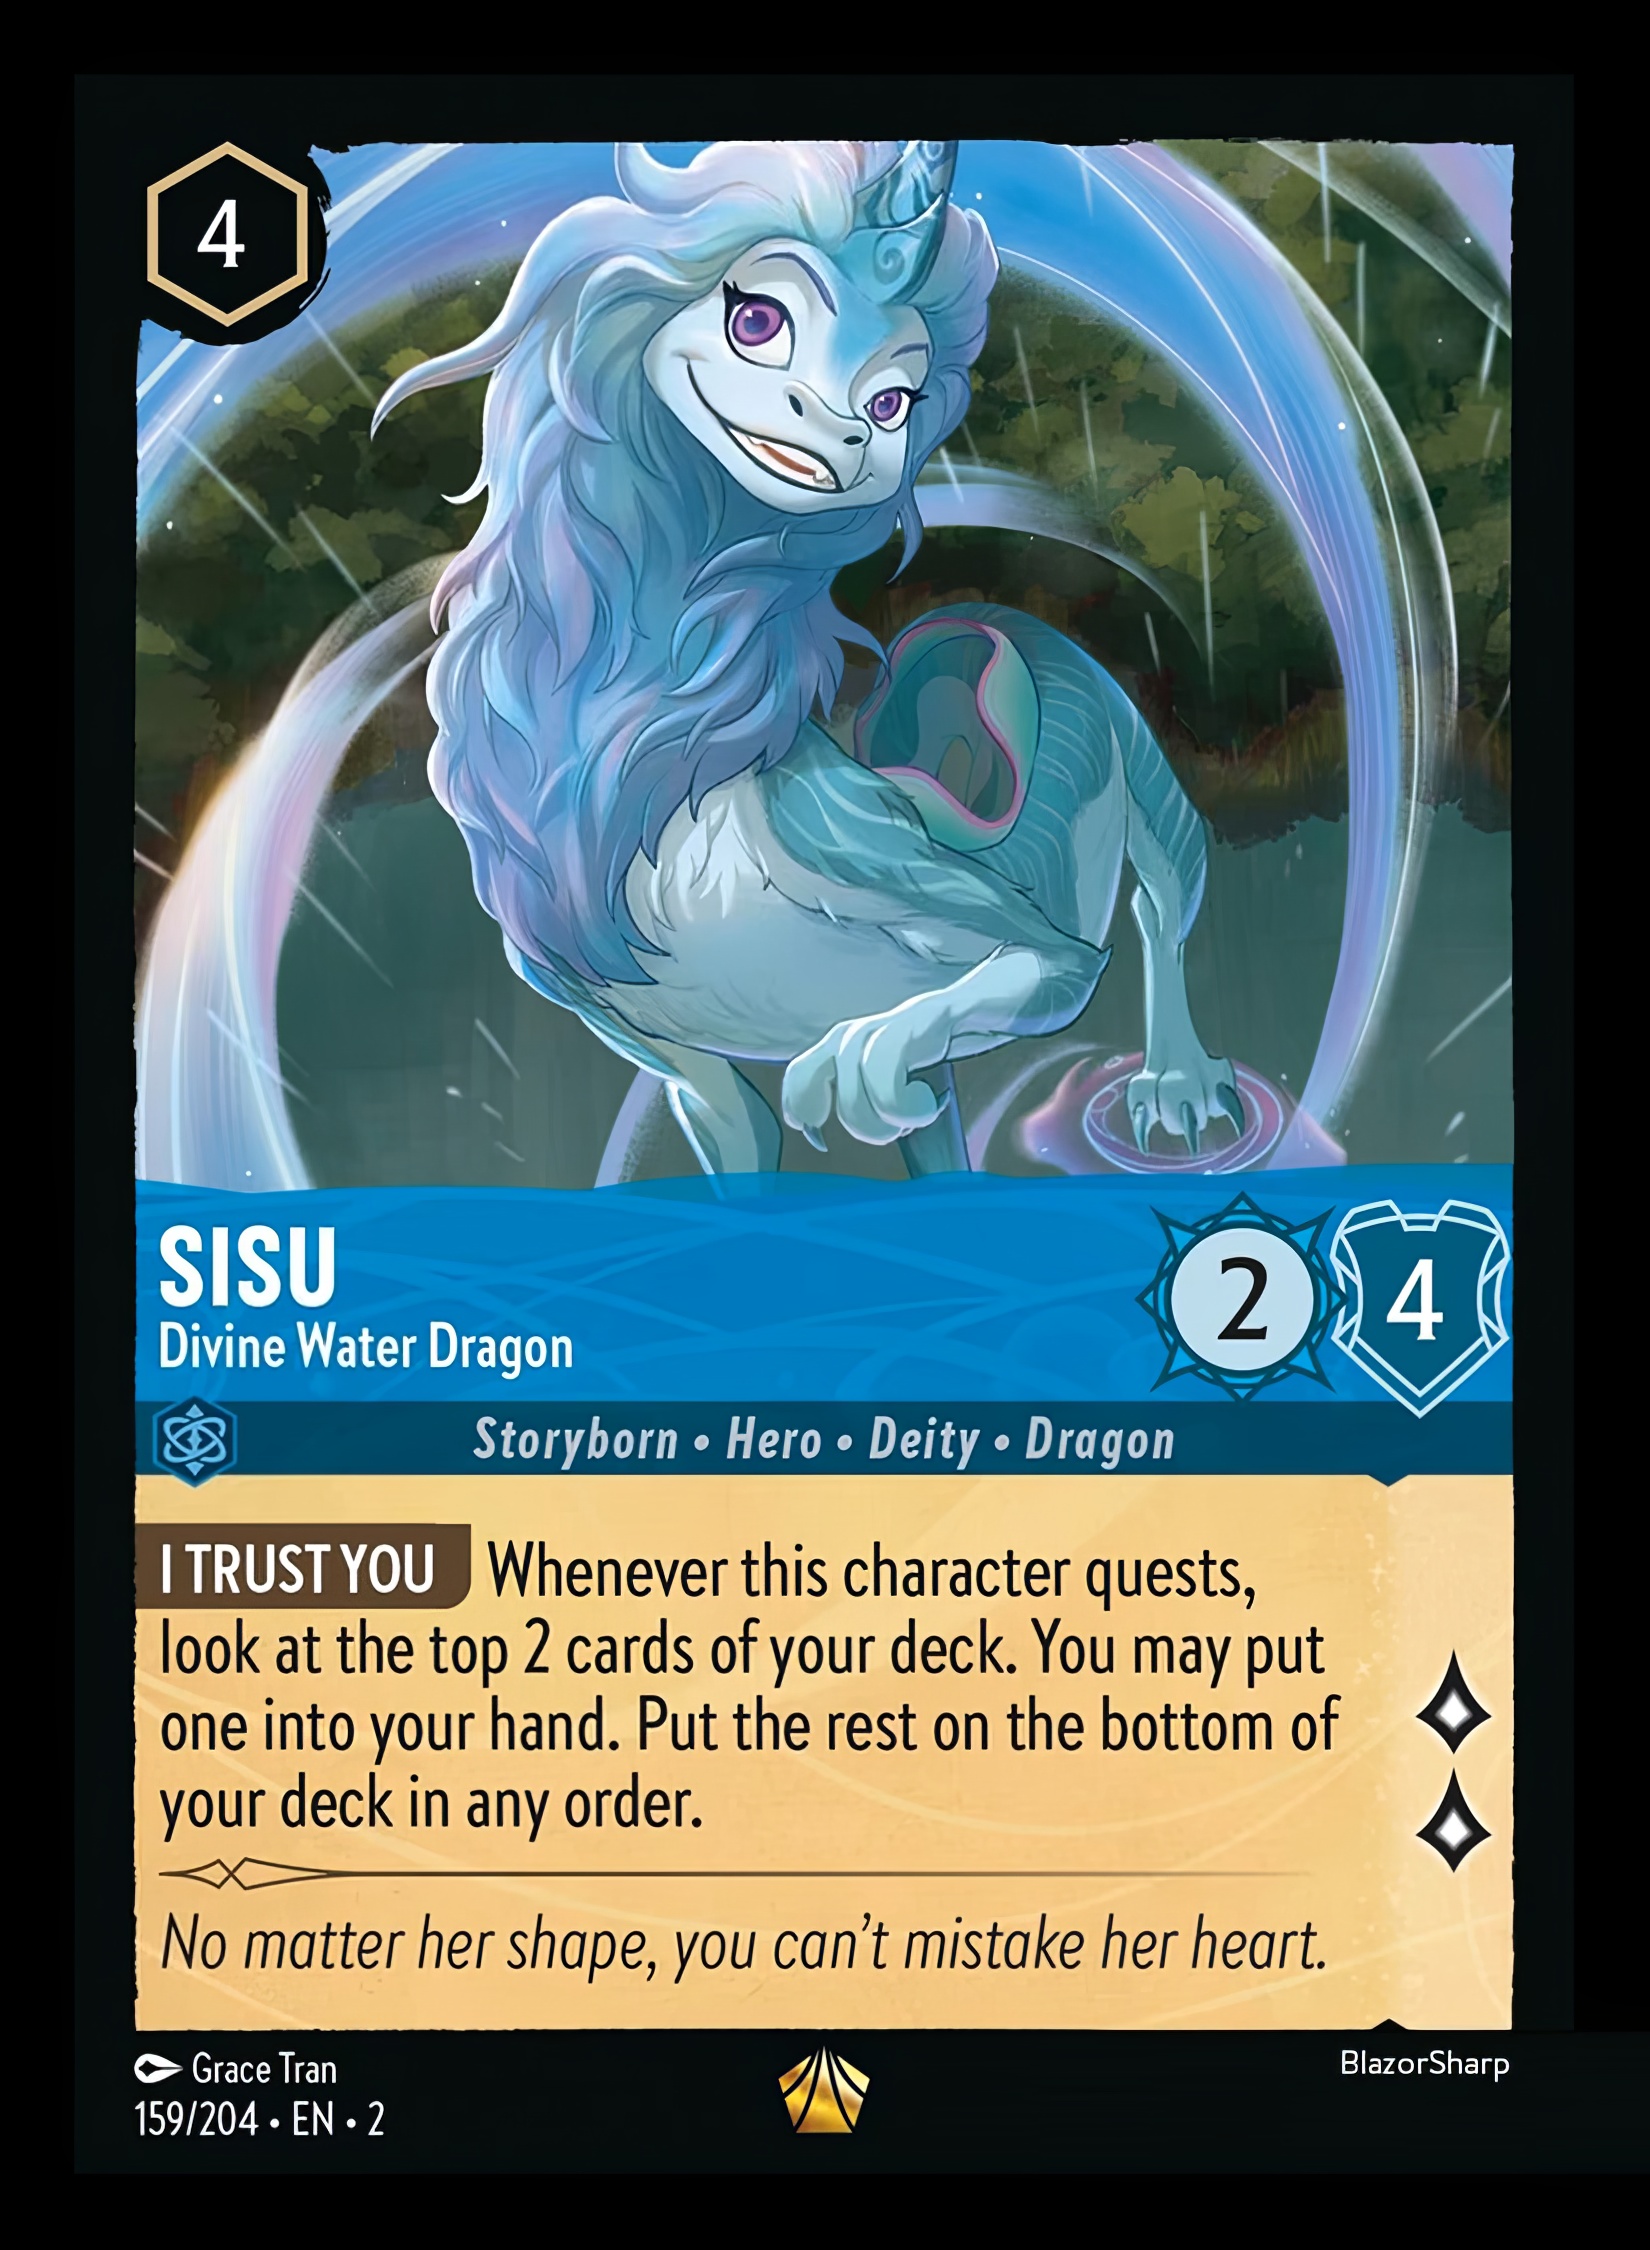 4
SISU
Divine Water Dragon
2
4
Storyborn • Hero • Deity • Dragon
I TRUST YOU Whenever this character quests,
look at the top 2 cards of your deck. You may put
one into your hand. Put the rest on the bottom of
your deck in any order.
No matter her shape, you can't mistake her heart.
Grace Tran
BlazorSharp
159/204 • EN • 2